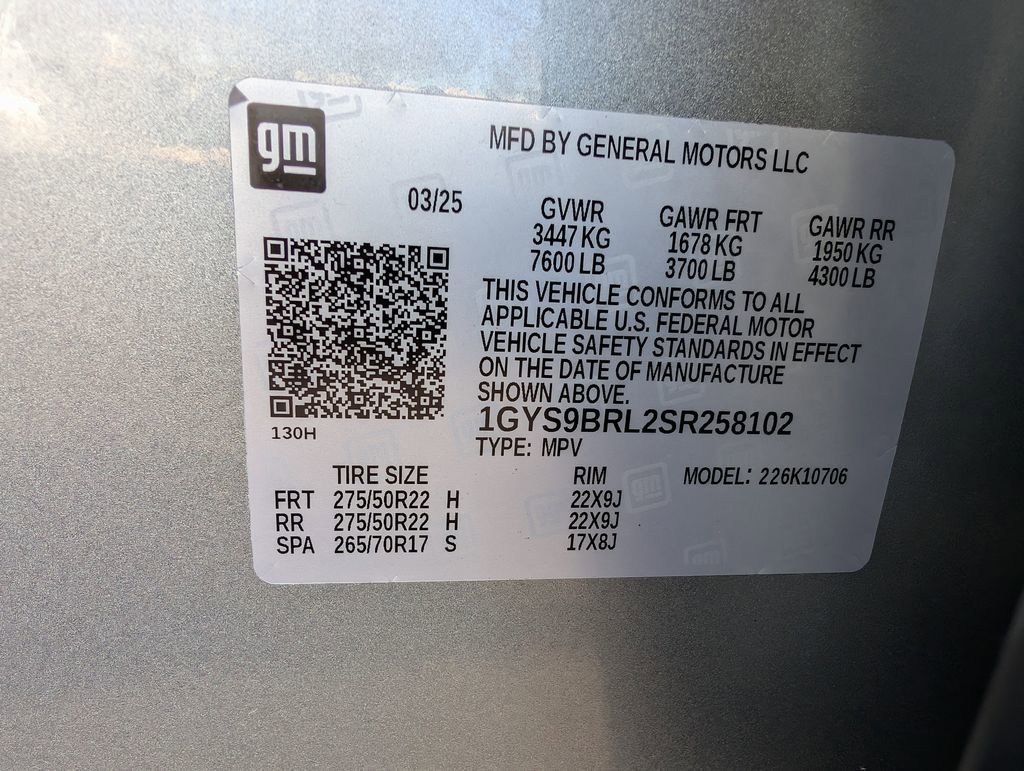 gm
MFD BY GENERAL MOTORS LLC
03/25
GVWR GAWR FRT GAWR RR
3447 KG 1678 KG 1950 KG
7600 LB 3700 LB 4300 LB
THIS VEHICLE CONFORMS TO ALL
APPLICABLE U.S. FEDERAL MOTOR
VEHICLE SAFETY STANDARDS IN EFFECT
ON THE DATE OF MANUFACTURE
SHOWN ABOVE.
1GYS9BRL2SR258102
130H
TYPE: MPV
TIRE SIZE RIM MODEL: 226K10706
FRT 275/50R22 H 22X9J
RR 275/50R22 H 22X9J
SPA 265/70R17 S 17X8J